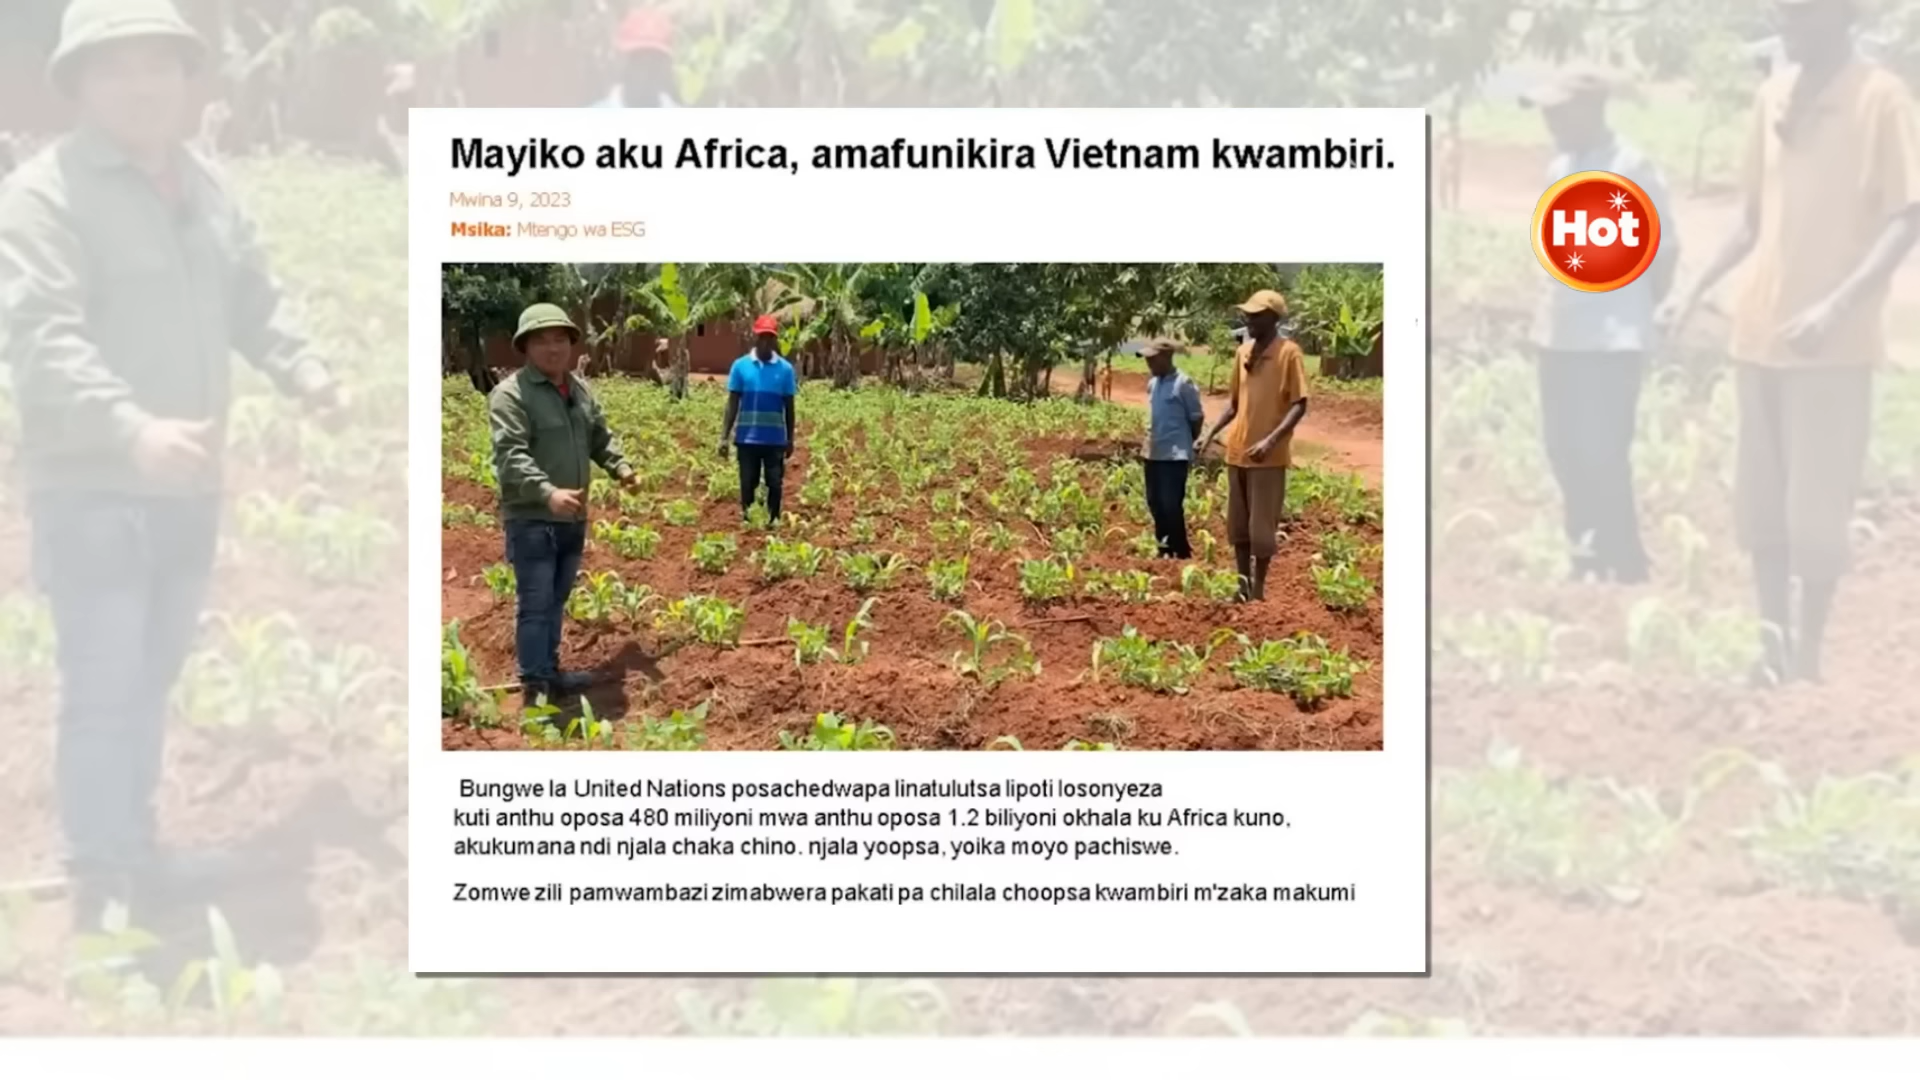 Mayiko aku Africa, amafunikira Vietnam kwambiri.
Mwina 9, 2023
Msika: Mtengo wa ESG
Hot
Bungwe la United Nations posachedwapa linatulutsa lipoti losonyeza
kuti anthu oposa 480 miliyoni mwa anthu oposa 1.2 biliyoni okhala ku Africa kuno,
akukumana ndi njala chaka chino. njala yoopsa, yoika moyo pachiswe.
Zomwe zili pamwambazi zimabwera pakati pa chilala choopsa kwambiri m'zaka makumi